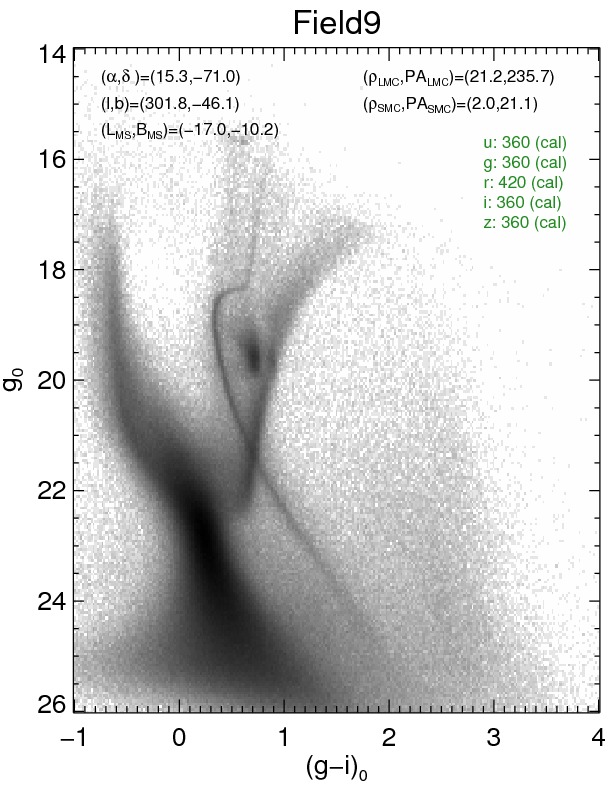 Field9
(α,δ)=(15.3,−71.0)
(ρLMC,PALMC)=(21.2,235.7)
(l,b)=(301.8,−46.1)
(ρSMC,PASMC)=(2.0,21.1)
(LMS,BMS)=(−17.0,−10.2)
u: 360 (cal)
g: 360 (cal)
r: 420 (cal)
i: 360 (cal)
z: 360 (cal)
14
16
18
20
22
24
26
g0
−1 0 1 2 3 4
(g−i)0